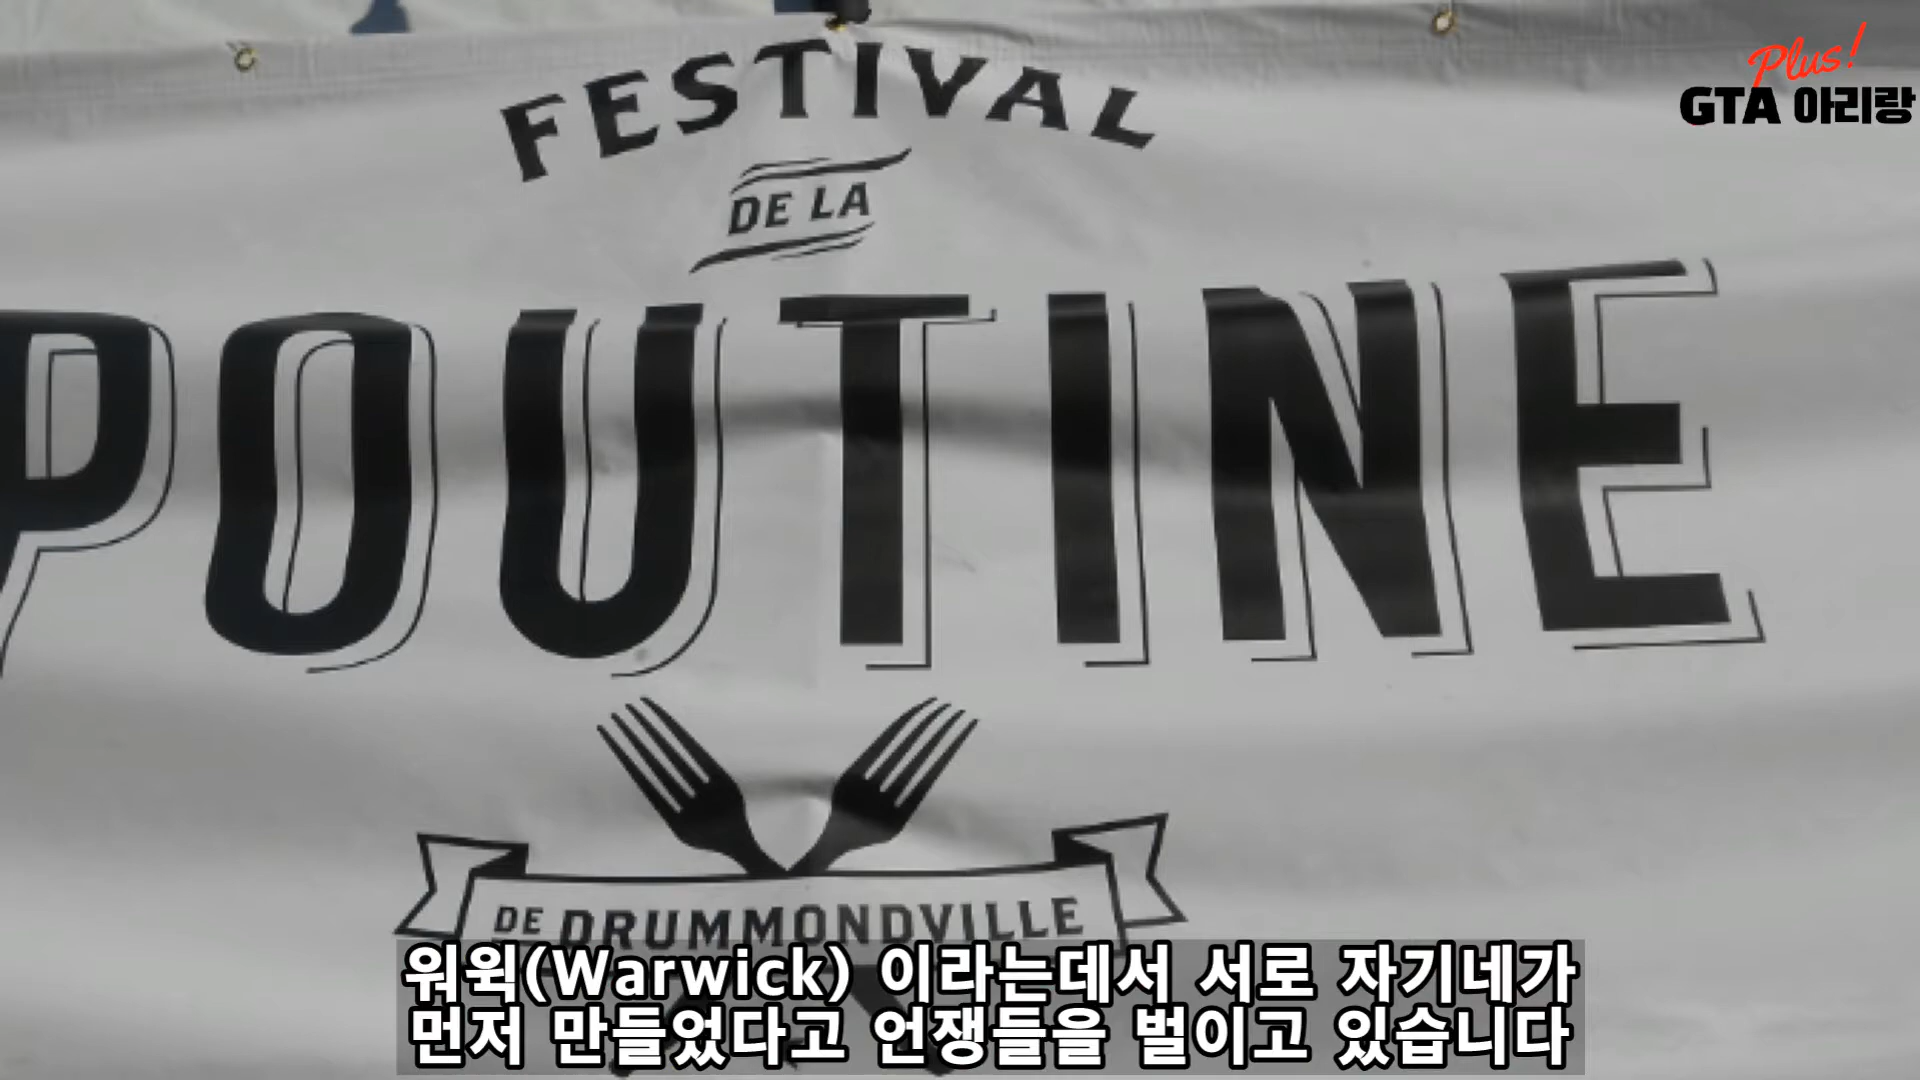 Plus!
GTA 아리랑
FESTIVAL
DE LA
POUTINE
DE DRUMMONDVILLE
워윅(Warwick) 이라는데서 서로 자기네가
먼저 만들었다고 언쟁들을 벌이고 있습니다